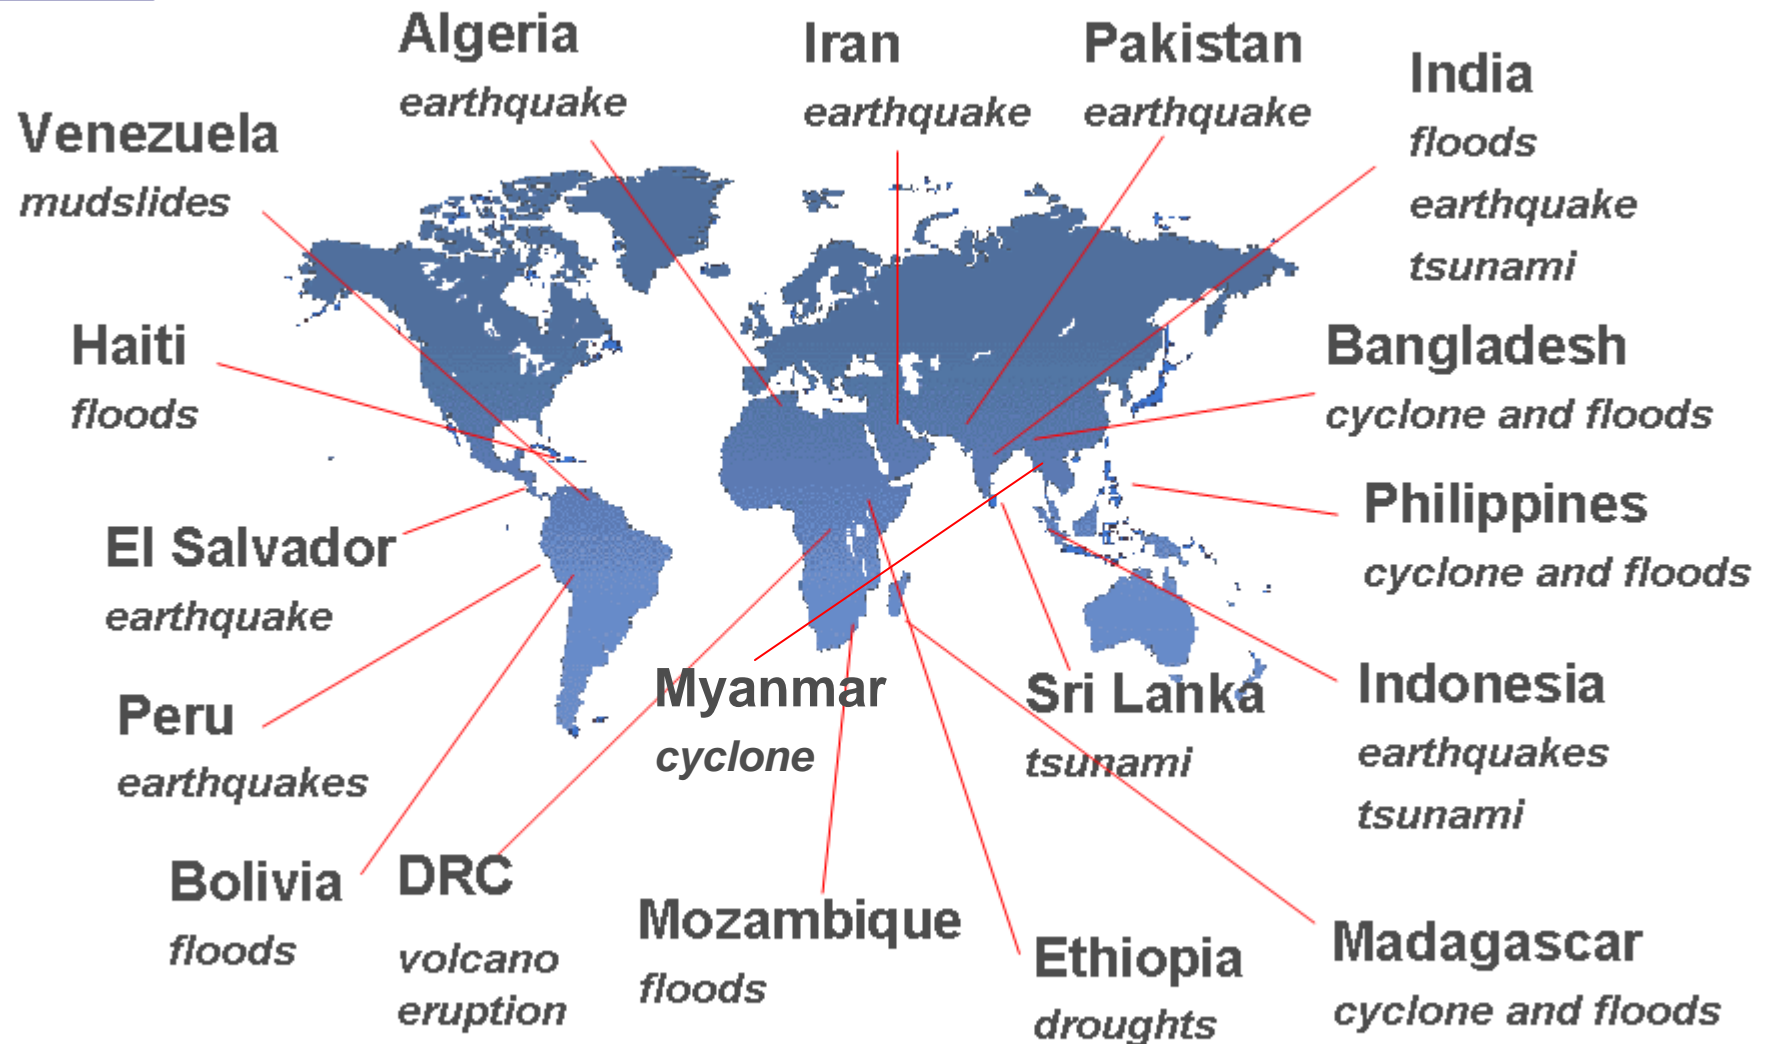 Algeria
earthquake
Iran
earthquake
Pakistan
earthquake
India
floods
earthquake
tsunami
Venezuela
mudslides
Haiti
floods
Bangladesh
cyclone and floods
El Salvador
earthquake
Philippines
cyclone and floods
Peru
earthquakes
Myanmar
cyclone
Sri Lanka
tsunami
Indonesia
earthquakes
tsunami
Bolivia
floods
DRC
volcano
eruption
Mozambique
floods
Ethiopia
droughts
Madagascar
cyclone and floods